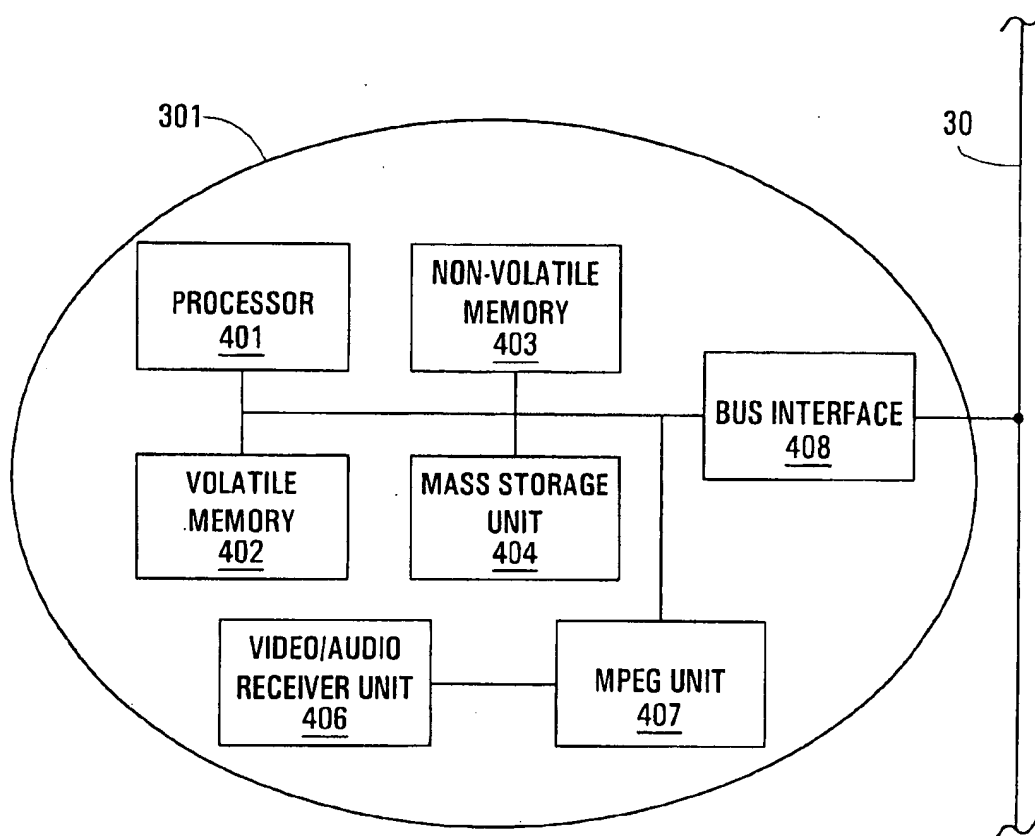 301
30
PROCESSOR
401
NON-VOLATILE
MEMORY
403
BUS INTERFACE
408
VOLATILE
MEMORY
402
MASS STORAGE
UNIT
404
VIDEO/AUDIO
RECEIVER UNIT
406
MPEG UNIT
407